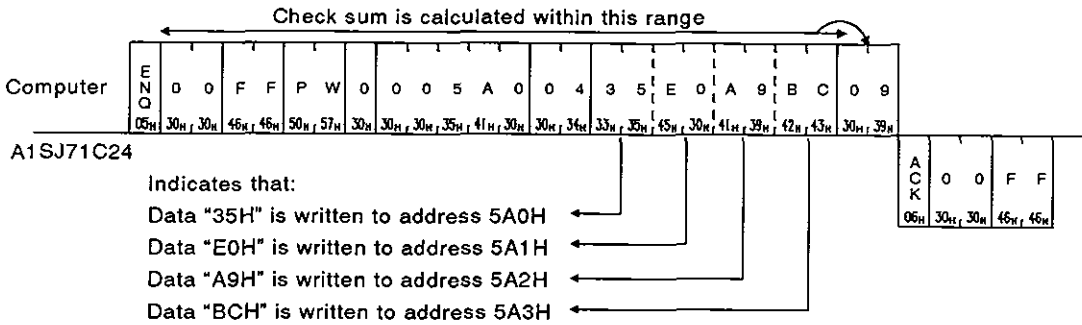 Check sum is calculated within this range
Computer
ENQ 0 0 F F P W 0 0 0 5 A 0 0 4 3 5 E 0 A 9 B C 0 9
05H 30H, 30H 46H, 46H 50H, 57H 30H 30H, 30H, 35H, 41H, 30H 30H, 34H 33H, 35H 45H, 30H 41H, 39H 42H, 43H 30H, 39H
A1SJ71C24
ACK 0 0 F F
06H 30H, 30H 46H, 46H
Indicates that:
Data "35H" is written to address 5A0H
Data "E0H" is written to address 5A1H
Data "A9H" is written to address 5A2H
Data "BCH" is written to address 5A3H